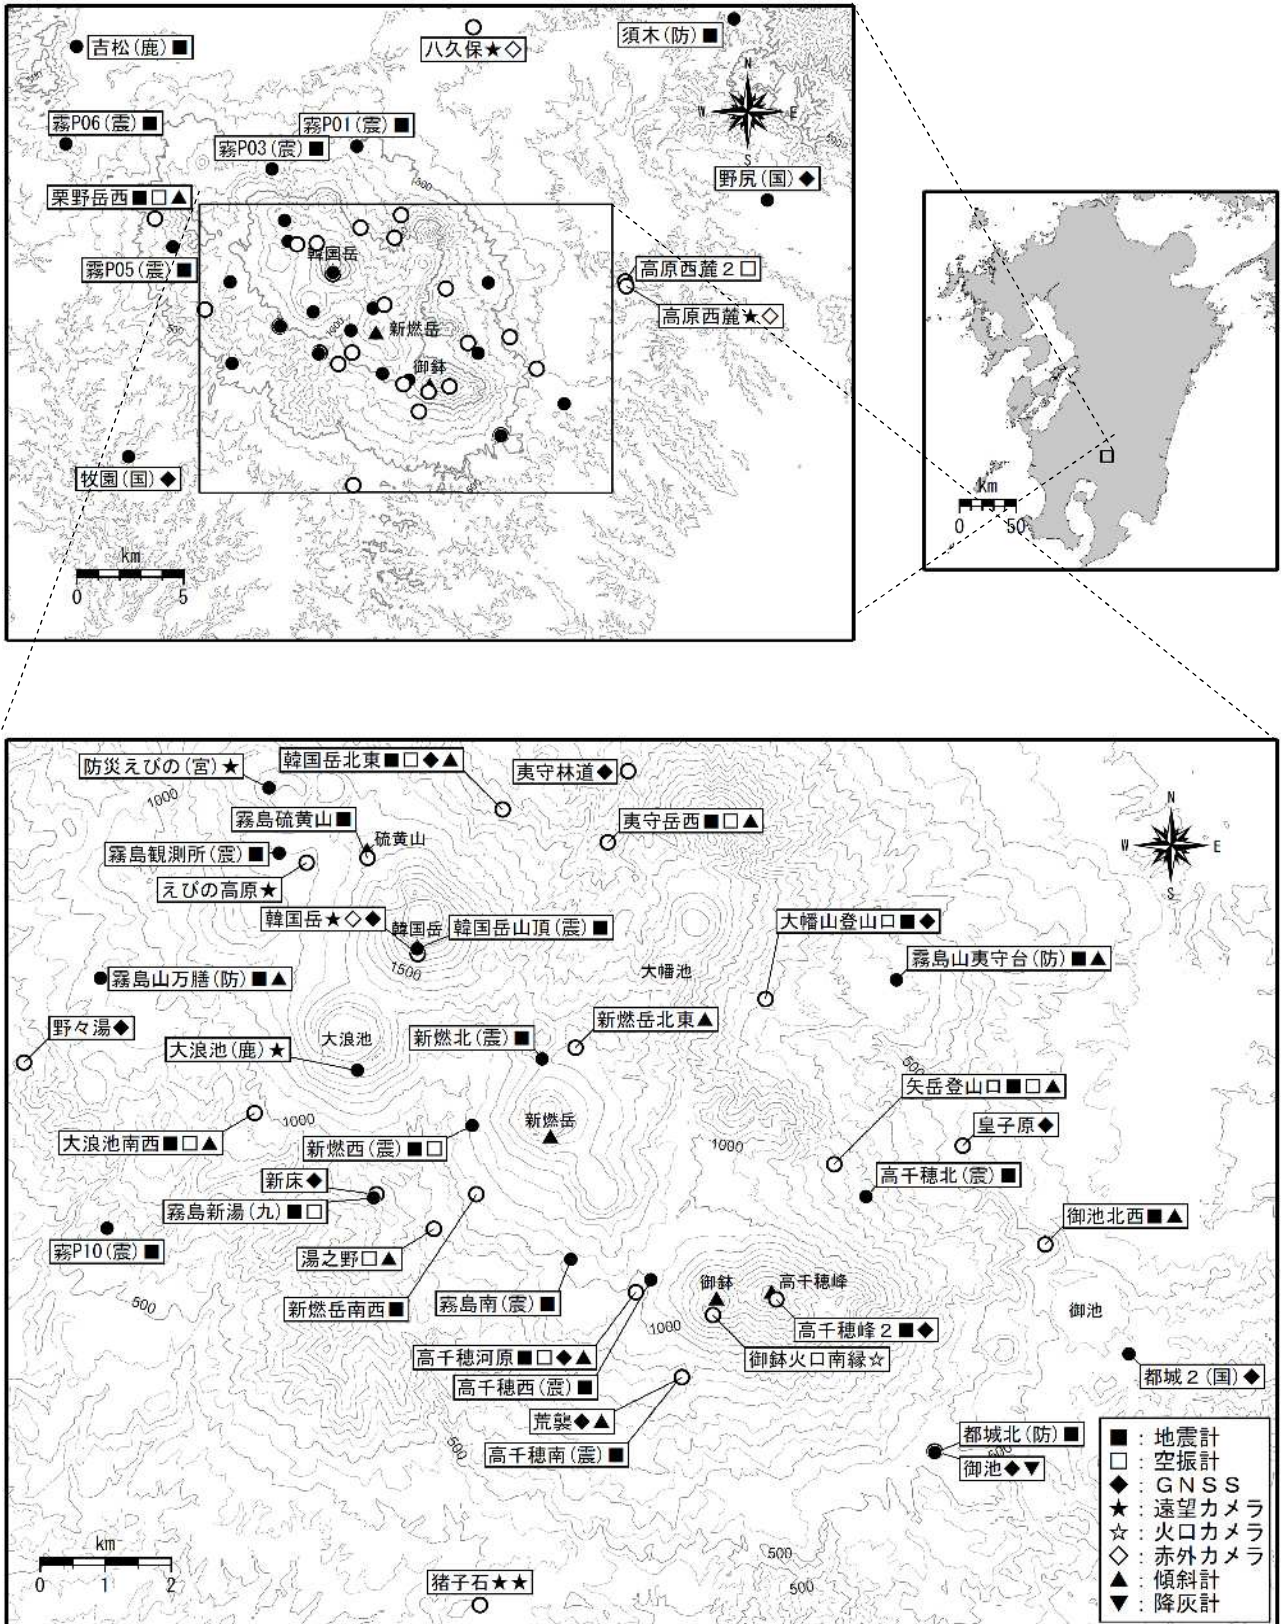 吉松(鹿)■
八久保★◇
須木(防)■
N
W
E
S
霧P06(震)■
霧P01(震)■
霧P03(震)■
500
栗野岳西■□▲
野尻(国)◆
霧P05(震)■
韓国岳
高原西麓2□
高原西麓★◇
500
1000
新燃岳
御鉢
牧園(国)◆
500
km
0 5
km
0 50
防災えびの(宮)★
韓国岳北東■□◆▲
夷守林道◆
1000
霧島硫黄山■
硫黄山
夷守岳西■□▲
N
W
E
S
霧島観測所(震)■
えびの高原★
韓国岳★◇◆
韓国岳
韓国岳山頂(震)■
大幡山登山口■◆
1500
大幡池
霧島山夷守台(防)■▲
霧島山万膳(防)■▲
野々湯◆
大浪池
新燃北(震)■
新燃岳北東▲
大浪池(鹿)★
500
矢岳登山口■□▲
1000
新燃岳
大浪池南西■□▲
新燃西(震)■□
1000
皇子原◆
新床◆
高千穂北(震)■
霧島新湯(九)■□
御池北西■▲
霧P10(震)■
湯之野□▲
御鉢
高千穂峰
新燃岳南西■
霧島南(震)■
500
御池
1000
高千穂峰2■◆
高千穂河原■□◆▲
御鉢火口南縁☆
高千穂西(震)■
都城2(国)◆
荒襲◆▲
高千穂南(震)■
500
都城北(防)■
500
御池◆▼
■：地震計
□：空振計
◆：GNSS
★：遠望カメラ
☆：火口カメラ
◇：赤外カメラ
▲：傾斜計
▼：降灰計
km
0 1 2
500
500
猪子石★★